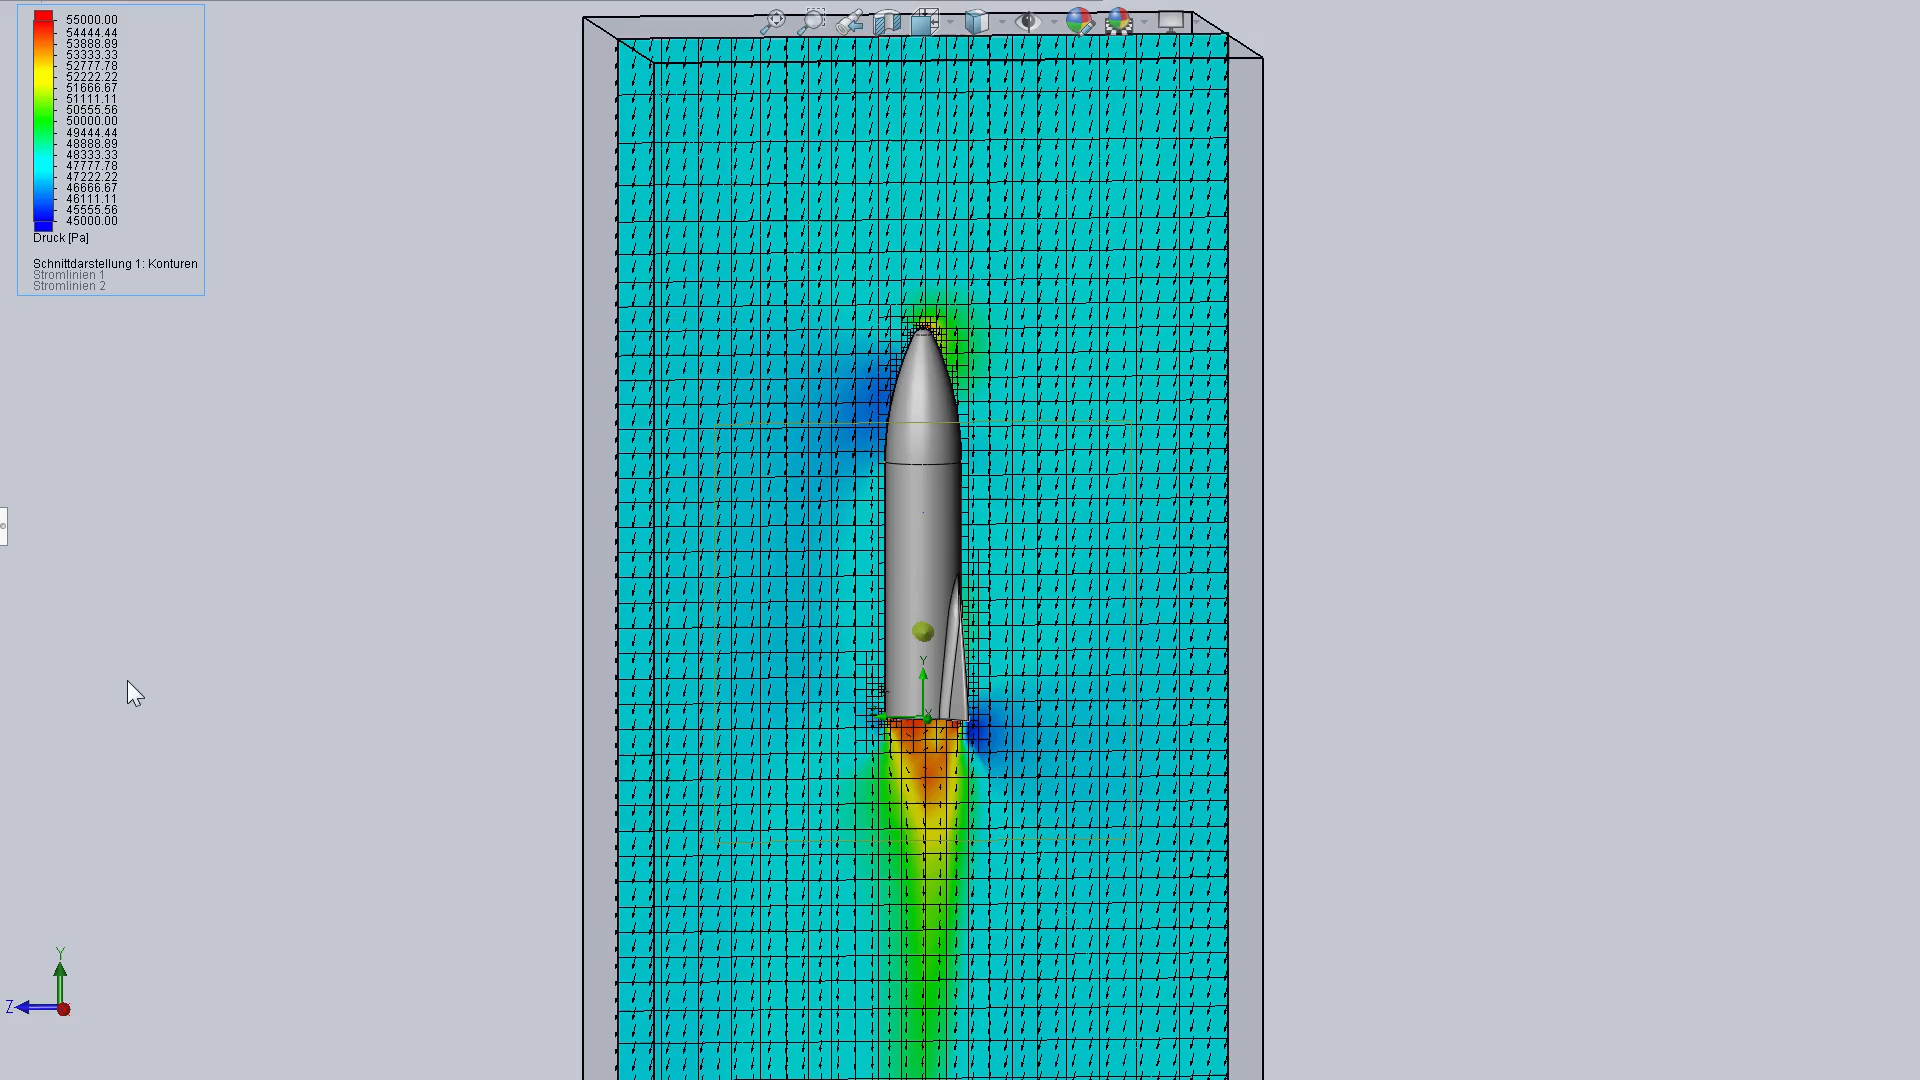 55000.00
54444.44
53888.89
53333.33
52777.78
52222.22
51666.67
51111.11
50555.56
50000.00
49444.44
48888.89
48333.33
47777.78
47222.22
46666.67
46111.11
45555.56
45000.00
Druck [Pa]
Schnittdarstellung 1: Konturen
Stromlinien 1
Stromlinien 2
Y
X
Y
Z